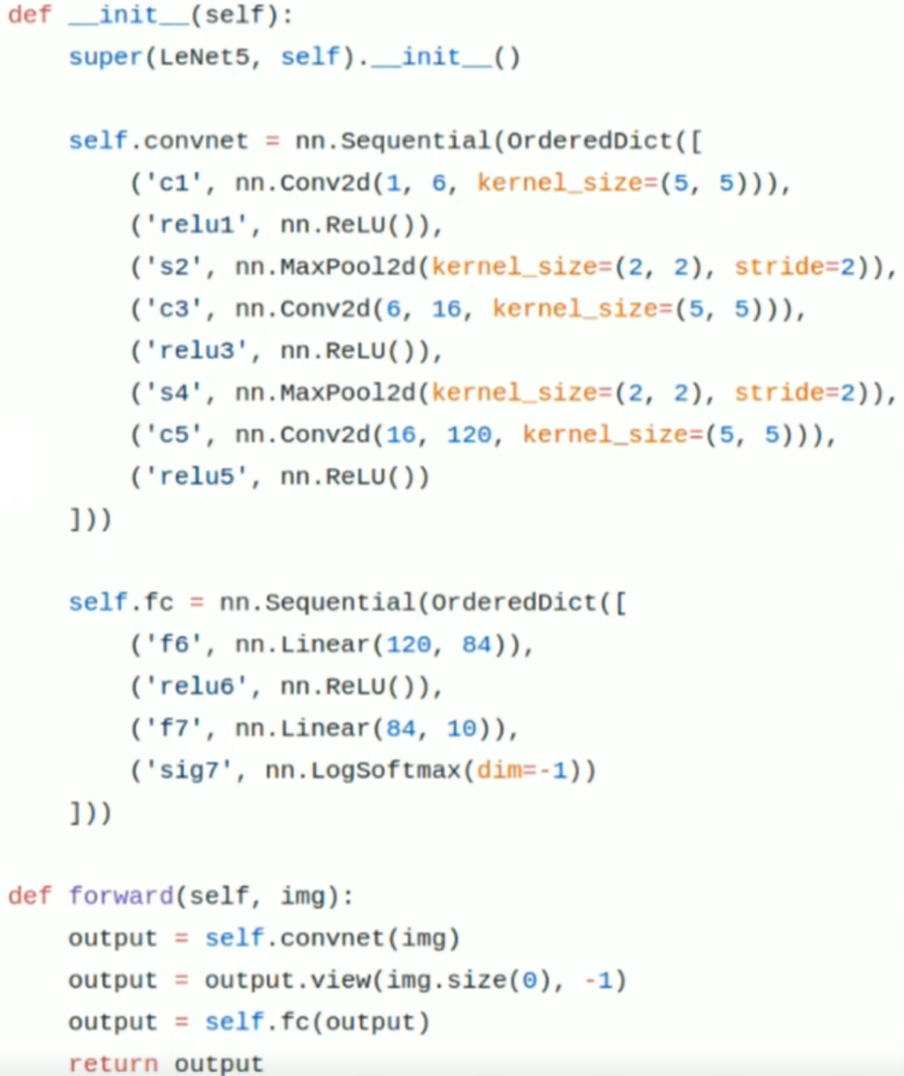 def __init__(self):
    super(LeNet5, self).__init__()

    self.convnet = nn.Sequential(OrderedDict([
        ('c1', nn.Conv2d(1, 6, kernel_size=(5, 5))),
        ('relu1', nn.ReLU()),
        ('s2', nn.MaxPool2d(kernel_size=(2, 2), stride=2)),
        ('c3', nn.Conv2d(6, 16, kernel_size=(5, 5))),
        ('relu3', nn.ReLU()),
        ('s4', nn.MaxPool2d(kernel_size=(2, 2), stride=2)),
        ('c5', nn.Conv2d(16, 120, kernel_size=(5, 5))),
        ('relu5', nn.ReLU())
    ]))

    self.fc = nn.Sequential(OrderedDict([
        ('f6', nn.Linear(120, 84)),
        ('relu6', nn.ReLU()),
        ('f7', nn.Linear(84, 10)),
        ('sig7', nn.LogSoftmax(dim=-1))
    ]))

def forward(self, img):
    output = self.convnet(img)
    output = output.view(img.size(0), -1)
    output = self.fc(output)
    return output